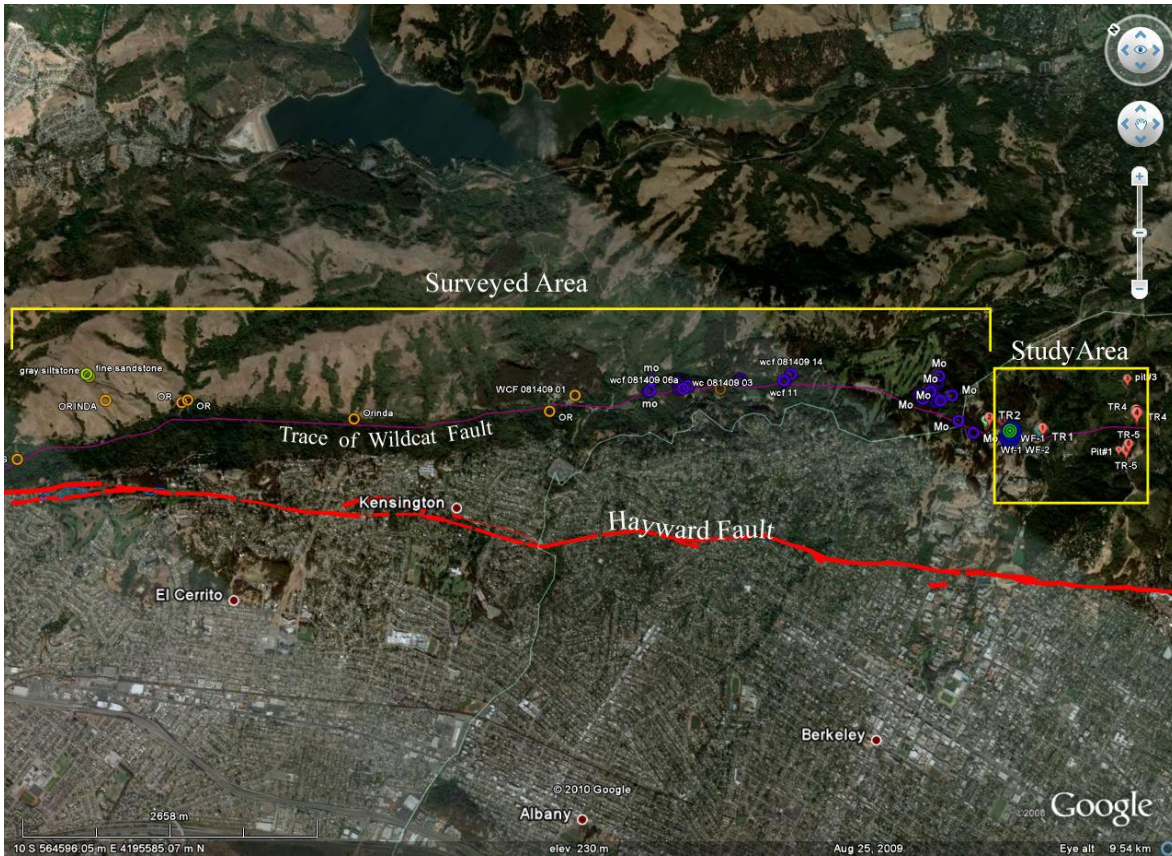 Surveyed Area
StudyArea
gray siltstone
fine sandstone
ORINDA
OR
OR
Orinda
WCF 081409 01
OR
mo
wcf 081409 06a
mo
wc 081409 03
wcf 081409 14
wcf 11
Mo
Mo
Mo
Mo
Mo
Mo
Mo
pit#3
TR2
TR4
TR4
WF-1
TR1
Wf-1 WF-2
TR-5
Pit#1
TR-5
Trace of Wildcat Fault
Kensington
Hayward Fault
El Cerrito
Berkeley
© 2010 Google
Albany
©2008 Google
2658 m
10 S 564596.05 m E 4195585.07 m N
elev 230 m
Aug 25, 2009
Eye alt 9.54 km